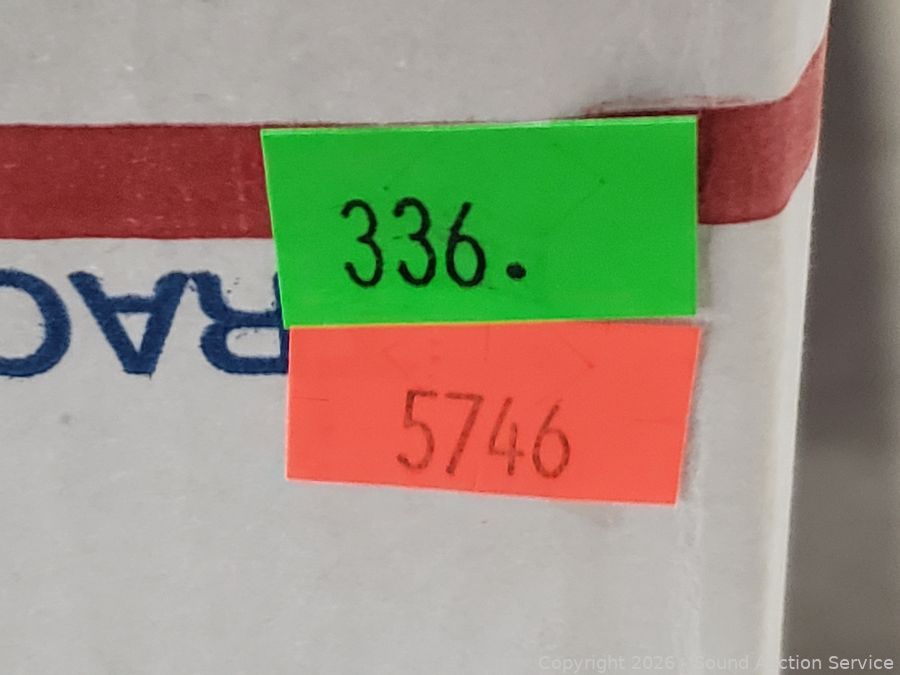 336.
RAC
5746
Copyright 2026 - Sound Auction Service